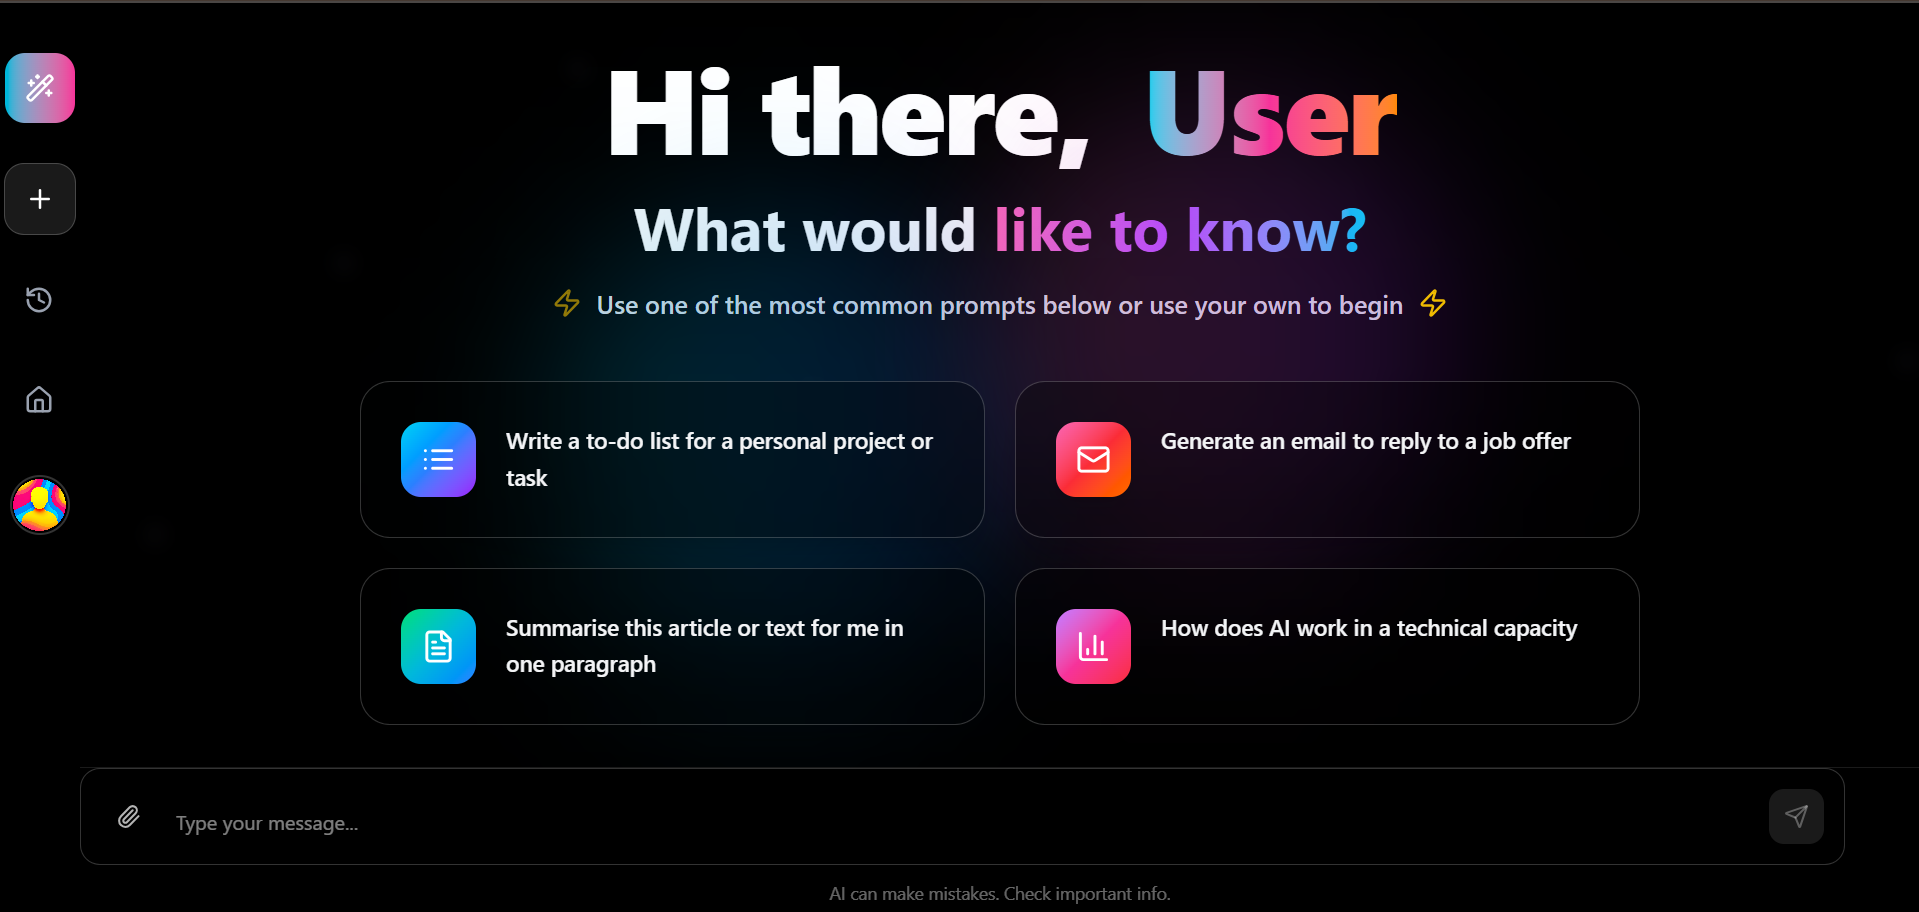 Hi there, User
What would like to know?
Use one of the most common prompts below or use your own to begin
Write a to-do list for a personal project or
task
Generate an email to reply to a job offer
Summarise this article or text for me in
one paragraph
How does AI work in a technical capacity
Type your message...
AI can make mistakes. Check important info.